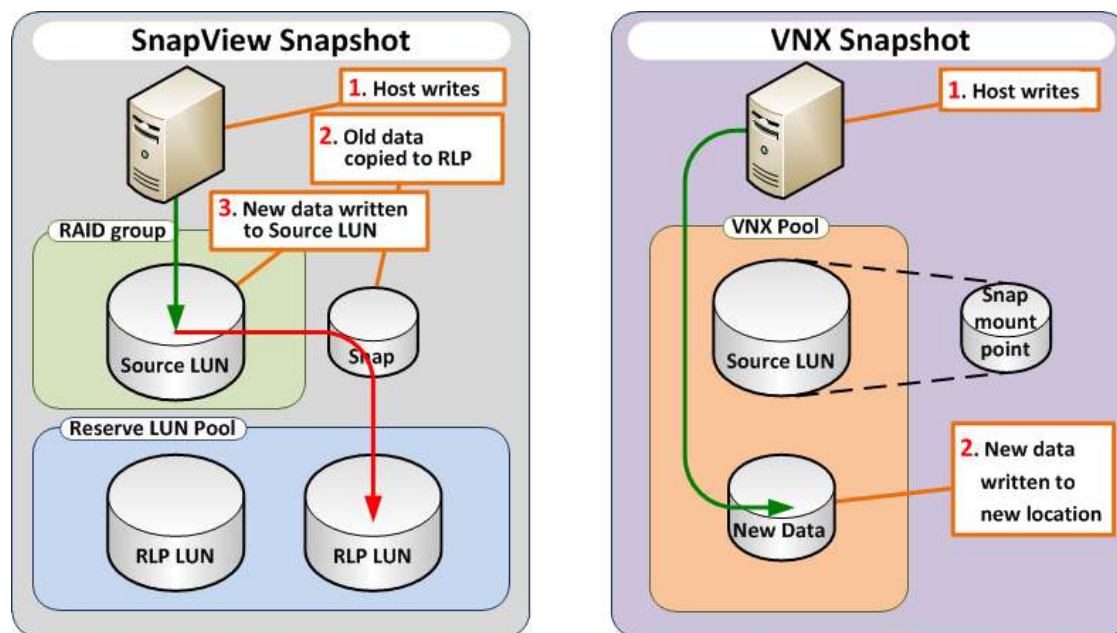 SnapView Snapshot
1. Host writes
2. Old data
copied to RLP
3. New data written
to Source LUN
RAID group
Source LUN
Snap
Reserve LUN Pool
RLP LUN
RLP LUN
VNX Snapshot
1. Host writes
VNX Pool
Source LUN
Snap
mount
point
2. New data
written to
new location
New Data